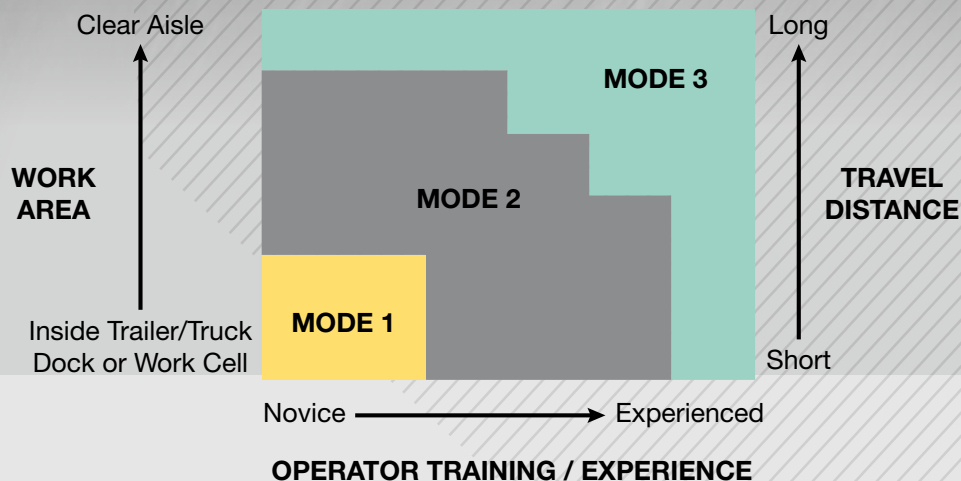 Clear Aisle
Long
MODE 3
WORK
AREA
MODE 2
TRAVEL
DISTANCE
MODE 1
Inside Trailer/Truck
Dock or Work Cell
Short
Novice
Experienced
OPERATOR TRAINING / EXPERIENCE